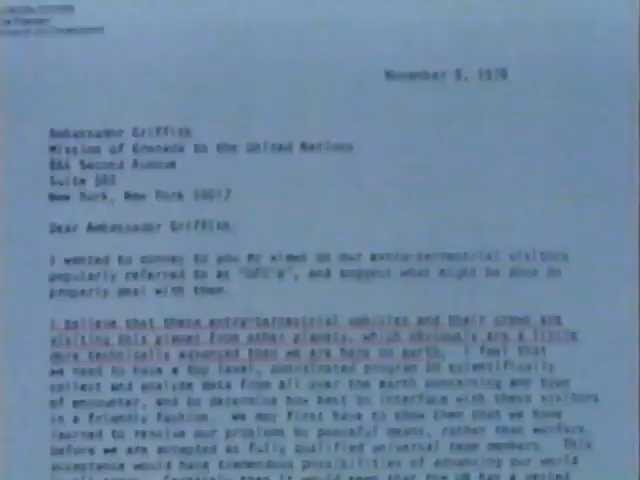 November 9, 1978
Ambassador Griffith
Mission of Grenada to the United Nations
866 Second Avenue
Suite 502
New York, New York 10017
Dear Ambassador Griffith:
I wanted to convey to you my views on our extra-terrestrial visitors
popularly referred to as "UFO's", and suggest what might be done to
properly deal with them.
I believe that these extra-terrestrial vehicles and their crews are
visiting this planet from other planets, which obviously are a little
more technically advanced than we are here on earth. I feel that
we need to have a top level, coordinated program to scientifically
collect and analyze data from all over the earth concerning any type
of encounter, and to determine how best to interface with these visitors
in a friendly fashion. We may first have to show them that we have
learned to resolve our problems by peaceful means, rather than warfare,
before we are accepted as fully qualified universal team members. This
acceptance would have tremendous possibilities of advancing our world